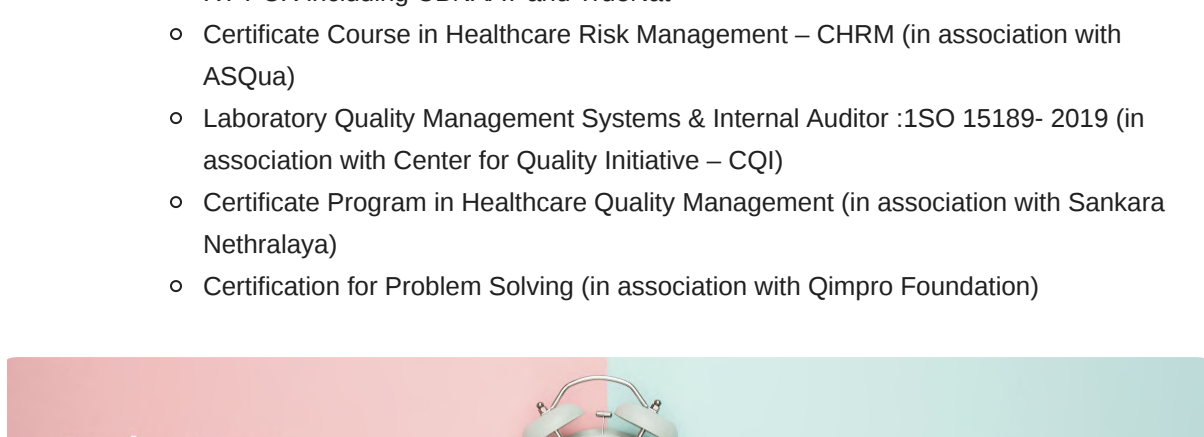 Certificate Course in Healthcare Risk Management – CHRM (in association with
ASQua)
Laboratory Quality Management Systems & Internal Auditor :1SO 15189- 2019 (in
association with Center for Quality Initiative – CQI)
Certificate Program in Healthcare Quality Management (in association with Sankara
Nethralaya)
Certification for Problem Solving (in association with Qimpro Foundation)